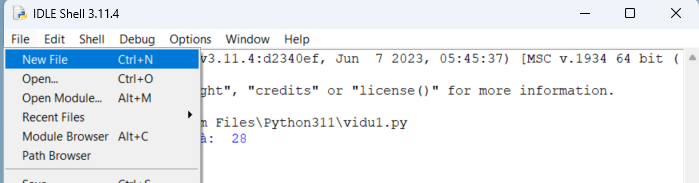 IDLE Shell 3.11.4
File Edit Shell Debug Options Window Help
New File Ctrl+N
Open... Ctrl+O
Open Module... Alt+M
Recent Files
Module Browser Alt+C
Path Browser
v3.11.4:d2340ef, Jun 7 2023, 05:45:37) [MSC v.1934 64 bit (
ght", "credits" or "license()" for more information.
m Files\Python311\vidu1.py
à: 28